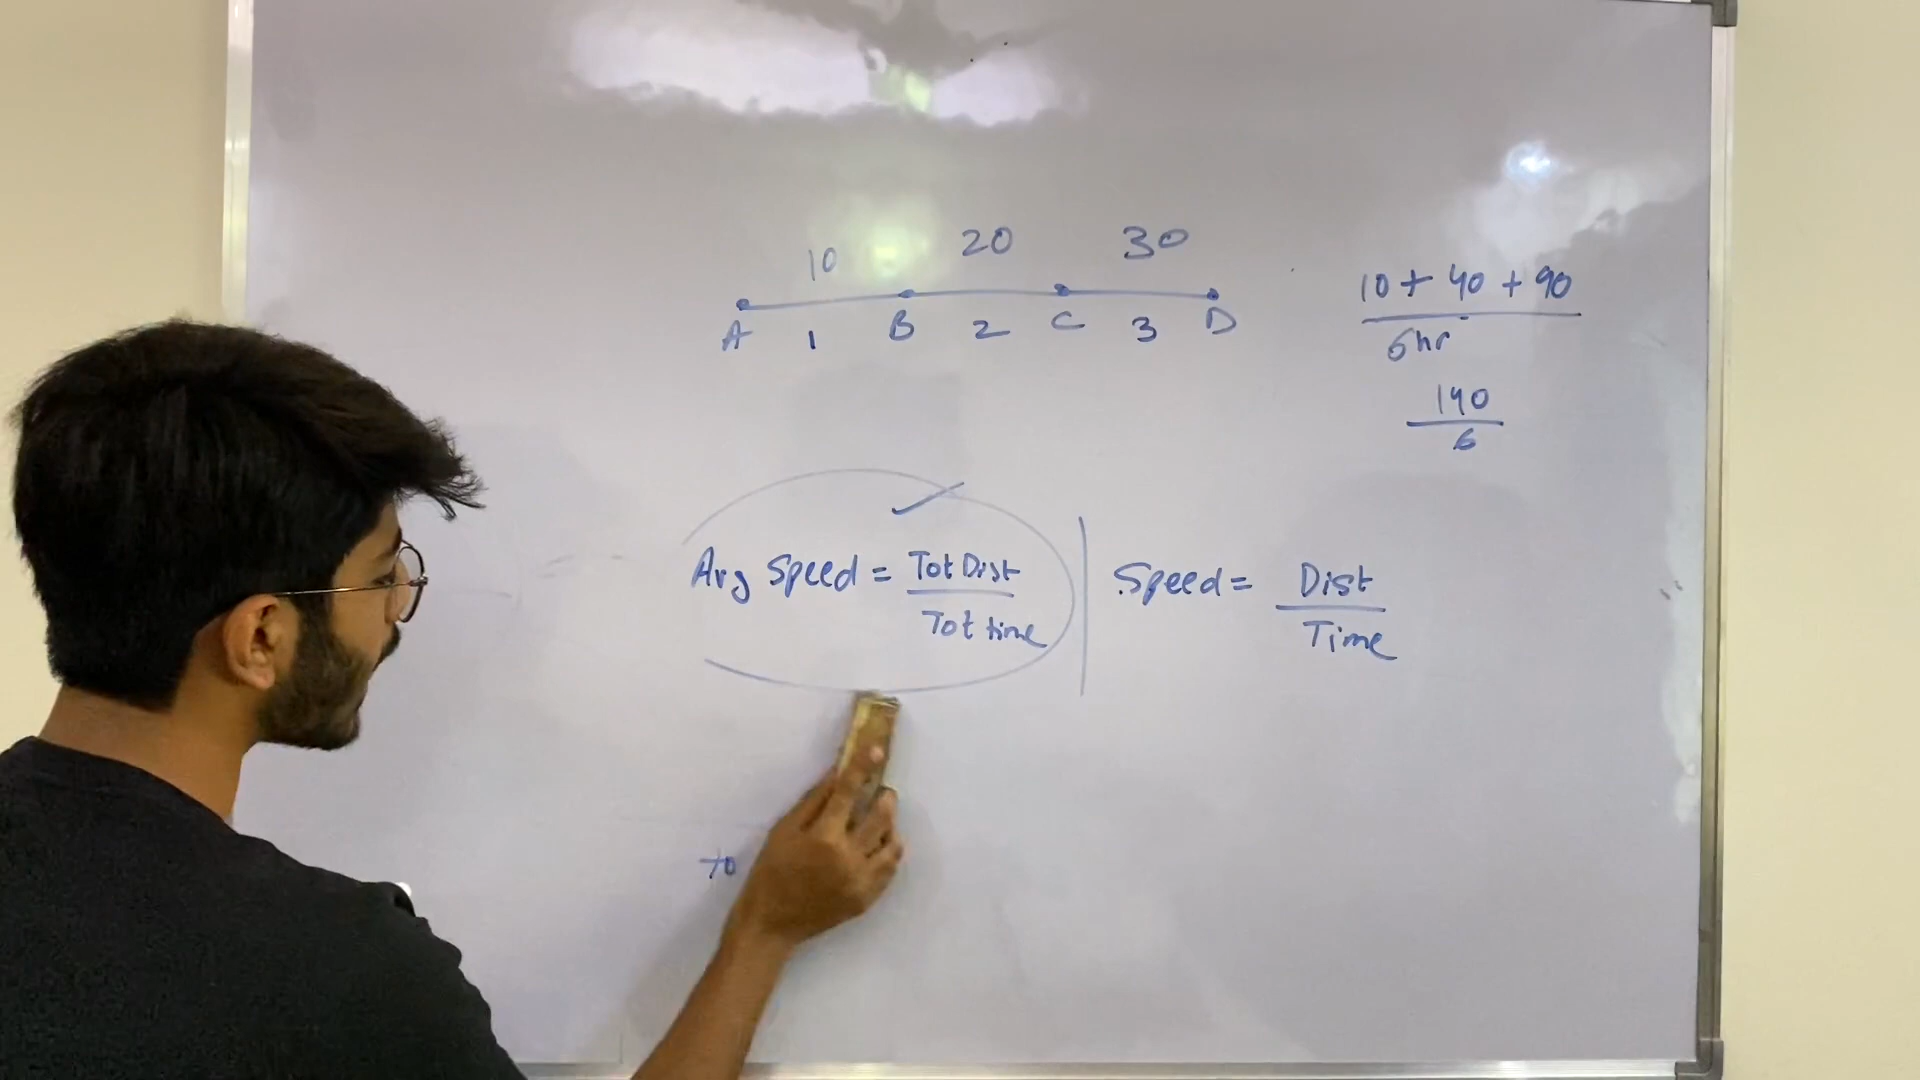 10 20 30
A 1 B 2 C 3 D
10 + 40 + 90
6hr
140
6
Avg Speed = Tot Dist
Tot time
Speed = Dist
Time